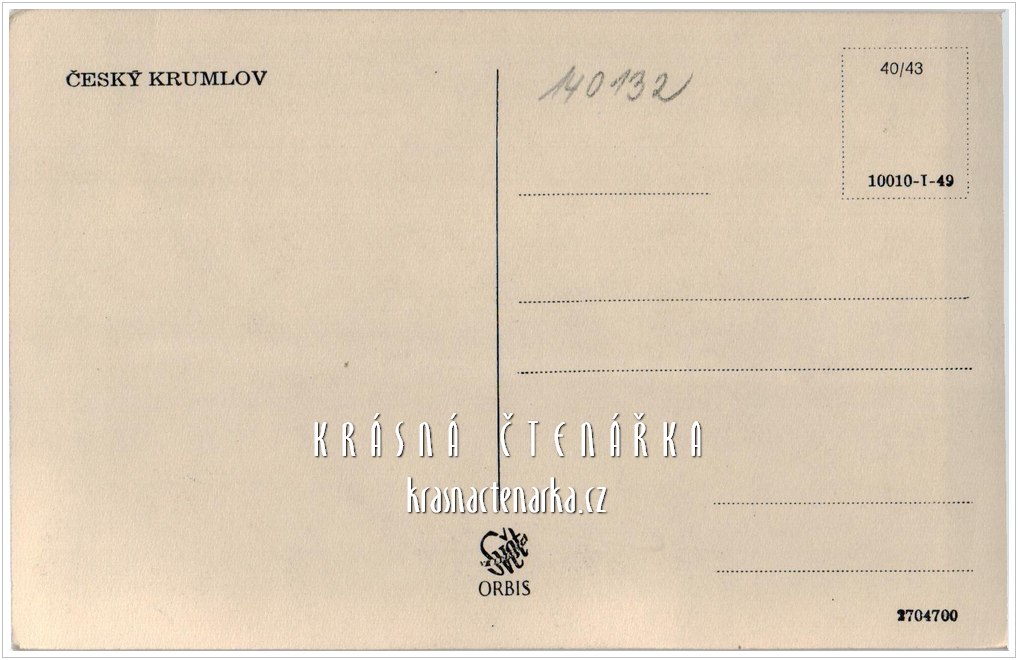 ČESKÝ KRUMLOV
140132
40/43
10010-I-49
KRÁSNÁ ČTENÁŘKA
krasnactenarka.cz
ORBIS
2704700